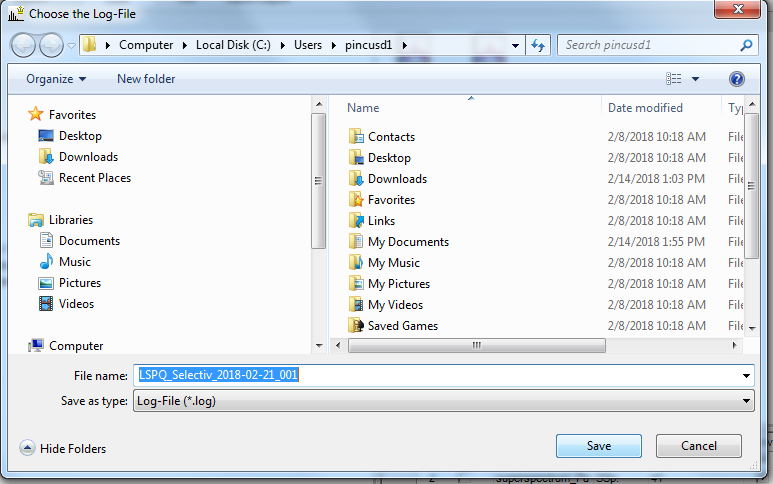 Choose the Log-File
Computer Local Disk (C:) Users pincusd1 Search pincusd1
Organize New folder
Favorites
Desktop
Downloads
Recent Places
Libraries
Documents
Music
Pictures
Videos
Computer
Name Date modified Ty
Contacts 2/8/2018 10:18 AM File
Desktop 2/8/2018 10:18 AM File
Downloads 2/14/2018 1:03 PM File
Favorites 2/8/2018 10:18 AM File
Links 2/8/2018 10:18 AM File
My Documents 2/14/2018 1:55 PM File
My Music 2/8/2018 10:18 AM File
My Pictures 2/8/2018 10:18 AM File
My Videos 2/8/2018 10:18 AM File
Saved Games 2/8/2018 10:18 AM File
File name: LSPQ_Selectiv_2018-02-21_001
Save as type: Log-File (*.log)
Hide Folders Save Cancel